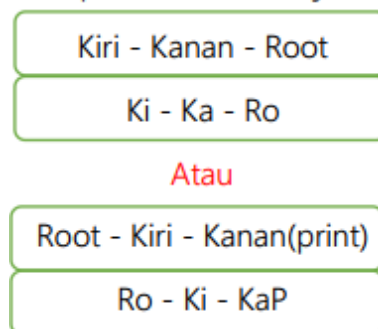 Kiri - Kanan - Root
Ki - Ka - Ro
Atau
Root - Kiri - Kanan(print)
Ro - Ki - KaP